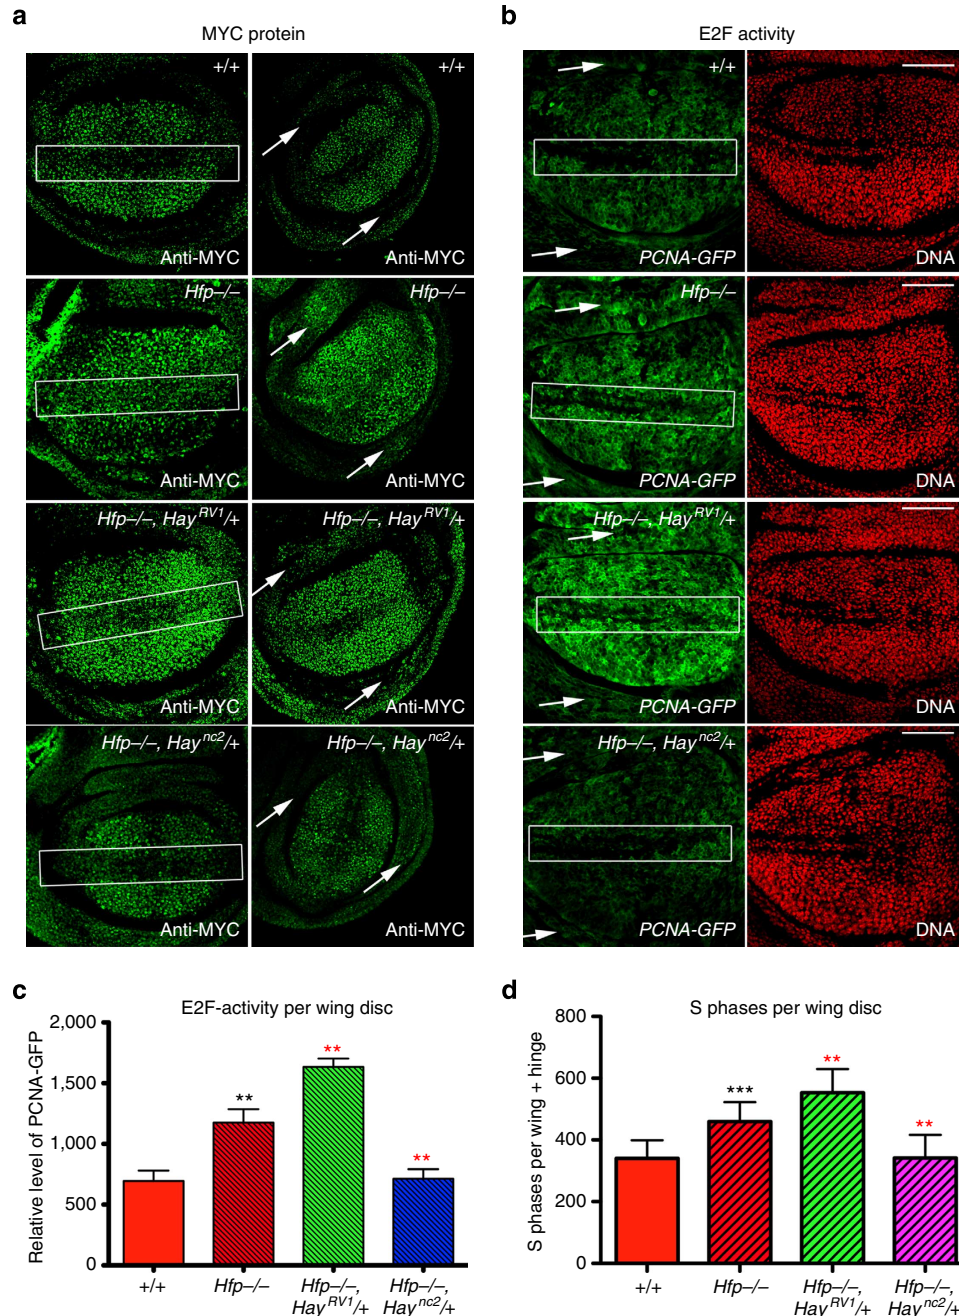 a
MYC protein
+/+
+/+
Anti-MYC
Anti-MYC
Hfp–/–
Hfp–/–
Anti-MYC
Anti-MYC
Hfp–/–, Hay^RV1/+
Hfp–/–, Hay^RV1/+
Anti-MYC
Anti-MYC
Hfp–/–, Hay^nc2/+
Hfp–/–, Hay^nc2/+
Anti-MYC
Anti-MYC
b
E2F activity
+/+
PCNA-GFP
DNA
Hfp–/–
PCNA-GFP
DNA
Hfp–/–, Hay^RV1/+
PCNA-GFP
DNA
Hfp–/–, Hay^nc2/+
PCNA-GFP
DNA
c
E2F-activity per wing disc
Relative level of PCNA-GFP
2,000
1,500
1,000
500
0
**
**
**
+/+
Hfp–/–
Hfp–/–,
Hay^RV1/+
Hfp–/–,
Hay^nc2/+
d
S phases per wing disc
S phases per wing + hinge
800
600
400
200
0
***
**
**
+/+
Hfp–/–
Hfp–/–,
Hay^RV1/+
Hfp–/–,
Hay^nc2/+